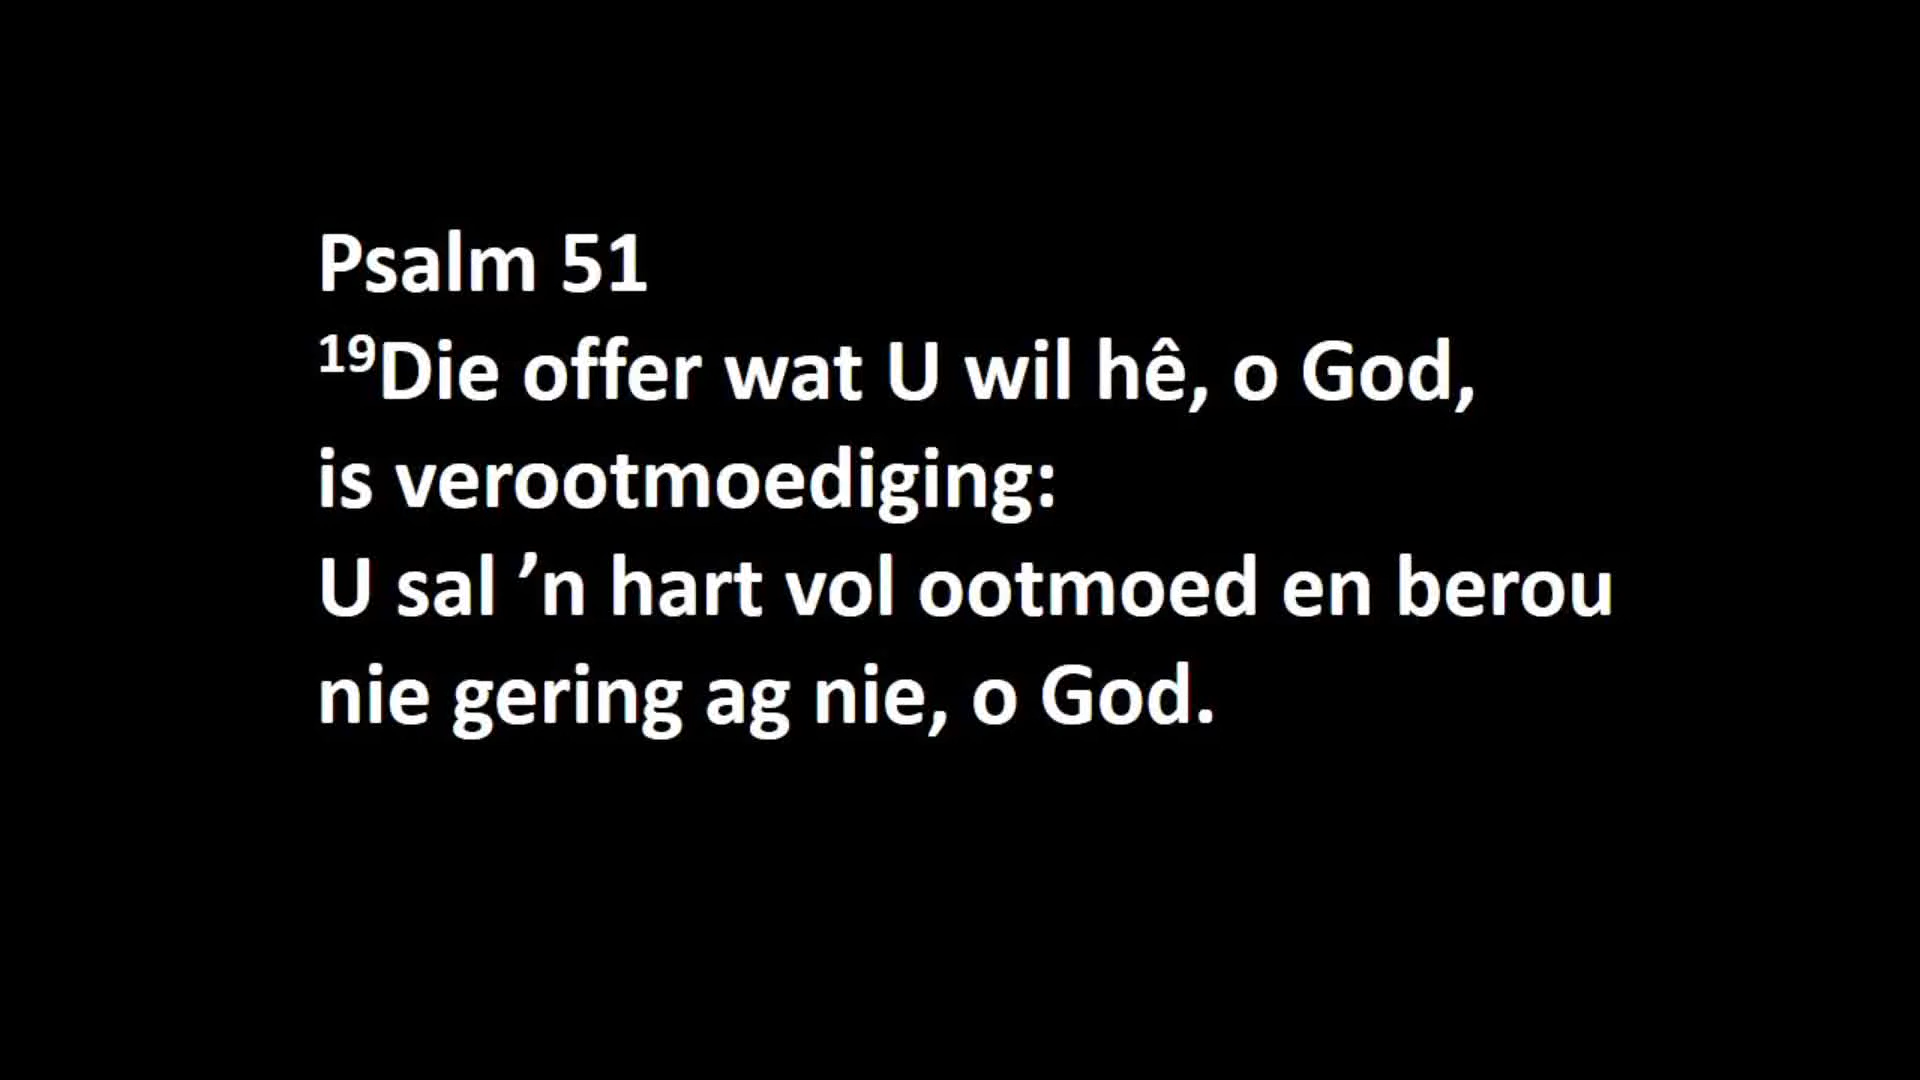 Psalm 51
¹⁹Die offer wat U wil hê, o God,
is verootmoediging:
U sal ’n hart vol ootmoed en berou
nie gering ag nie, o God.